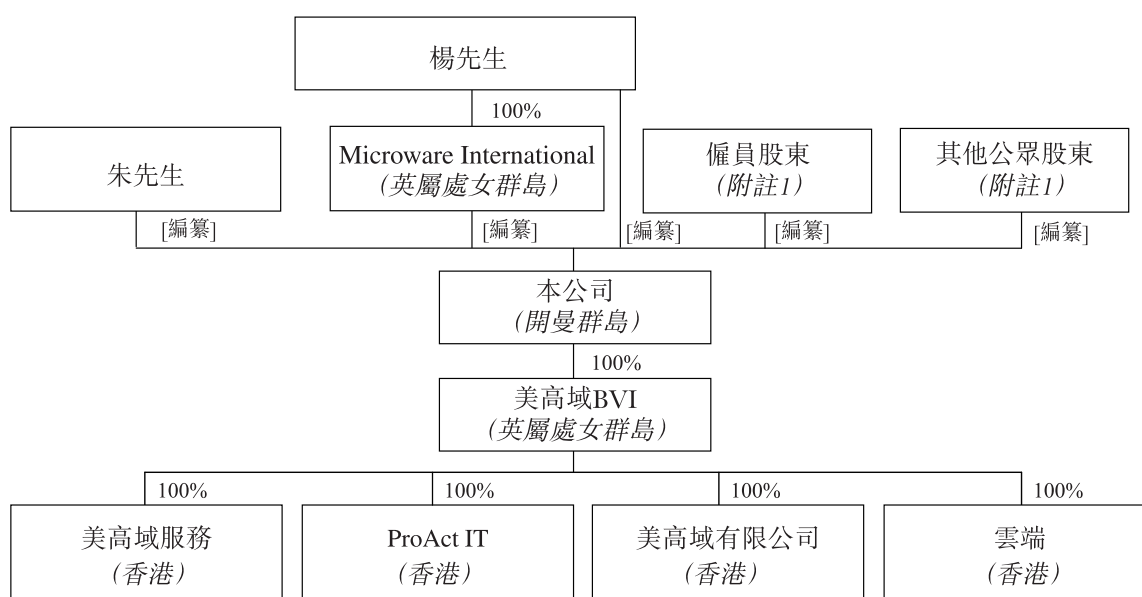 楊先生
100%
朱先生
Microware International
(英屬處女群島)
僱員股東
(附註1)
其他公眾股東
(附註1)
[編纂]
[編纂]
[編纂]
[編纂]
[編纂]
本公司
(開曼群島)
100%
美高域BVI
(英屬處女群島)
100%
100%
100%
100%
美高域服務
(香港)
ProAct IT
(香港)
美高域有限公司
(香港)
雲端
(香港)